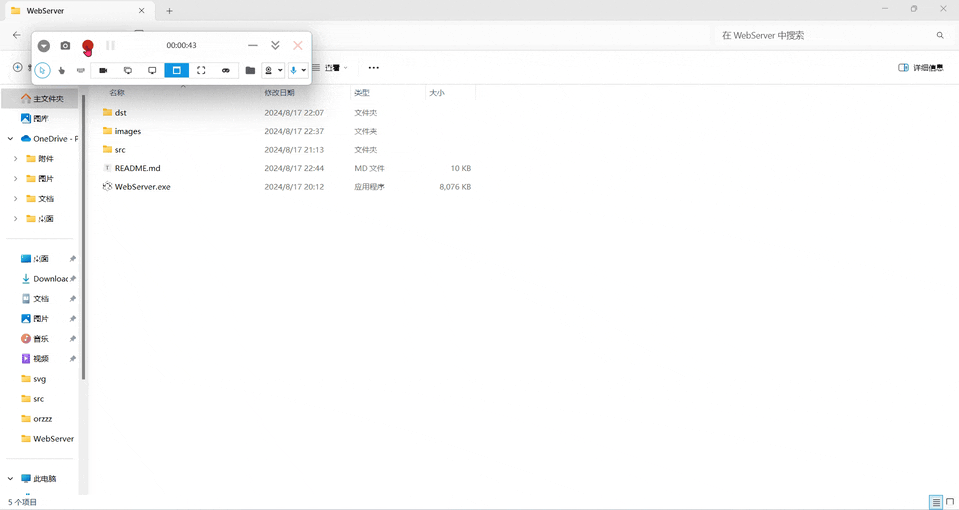 WebServer
在 WebServer 中搜索
00:00:43
查看
详细信息
名称 修改日期 类型 大小
dst 2024/8/17 22:07 文件夹
images 2024/8/17 22:37 文件夹
src 2024/8/17 21:13 文件夹
README.md 2024/8/17 22:44 MD 文件 10 KB
WebServer.exe 2024/8/17 20:12 应用程序 8,076 KB
主文件夹
图库
OneDrive - P
附件
图片
文档
桌面
桌面
Downloac
文档
图片
音乐
视频
svg
src
orzzz
WebServer
此电脑
5 个项目